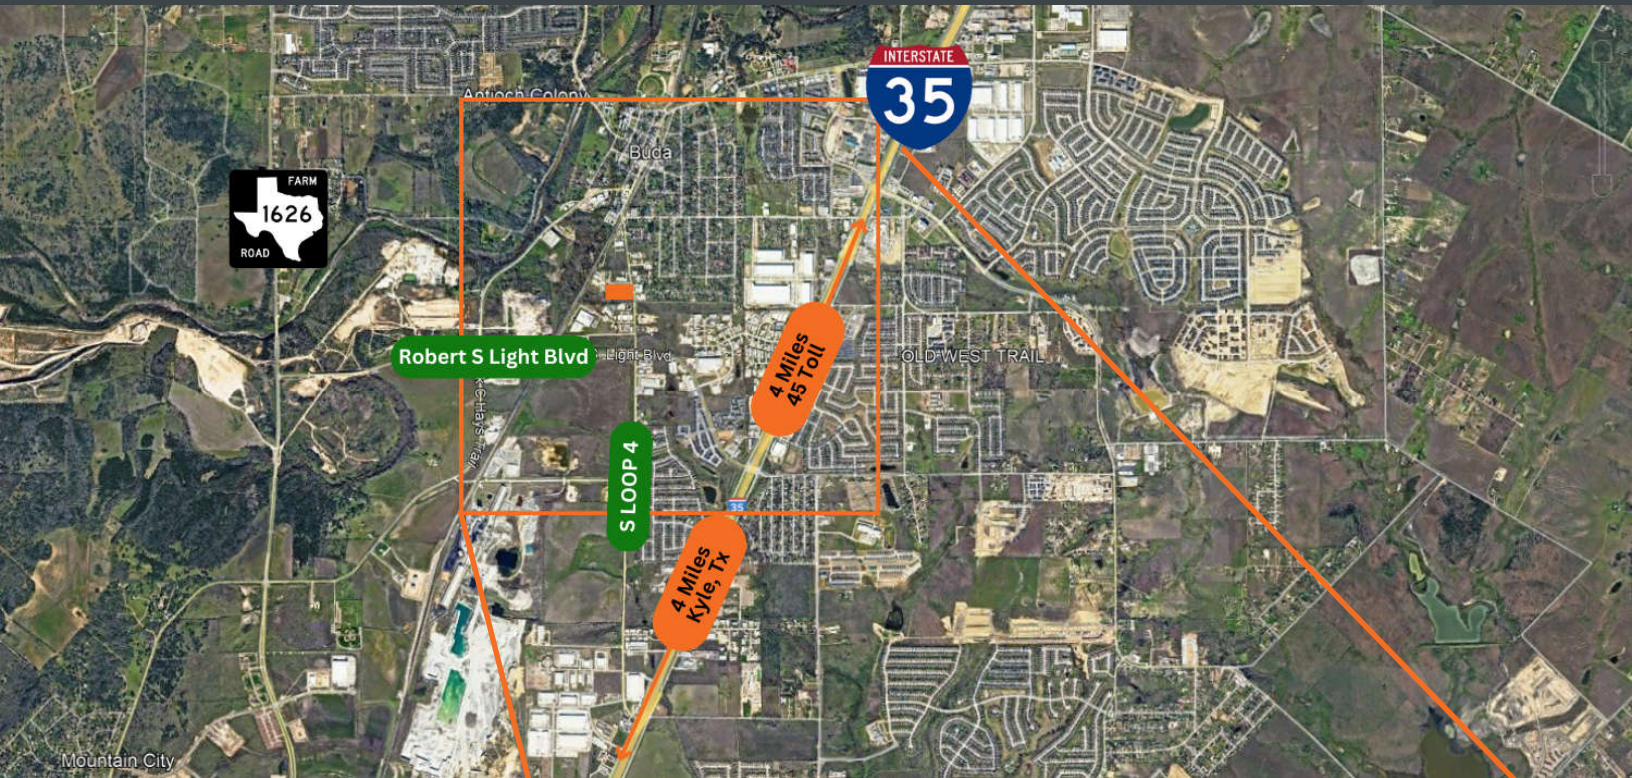 Antioch Colony
INTERSTATE
35
Buda
FARM
1626
ROAD
Robert S Light Blvd
Light Blvd
4 Miles
45 Toll
OLD WEST TRAIL
S LOOP 4
35
4 Miles
Kyle, Tx
Mountain City